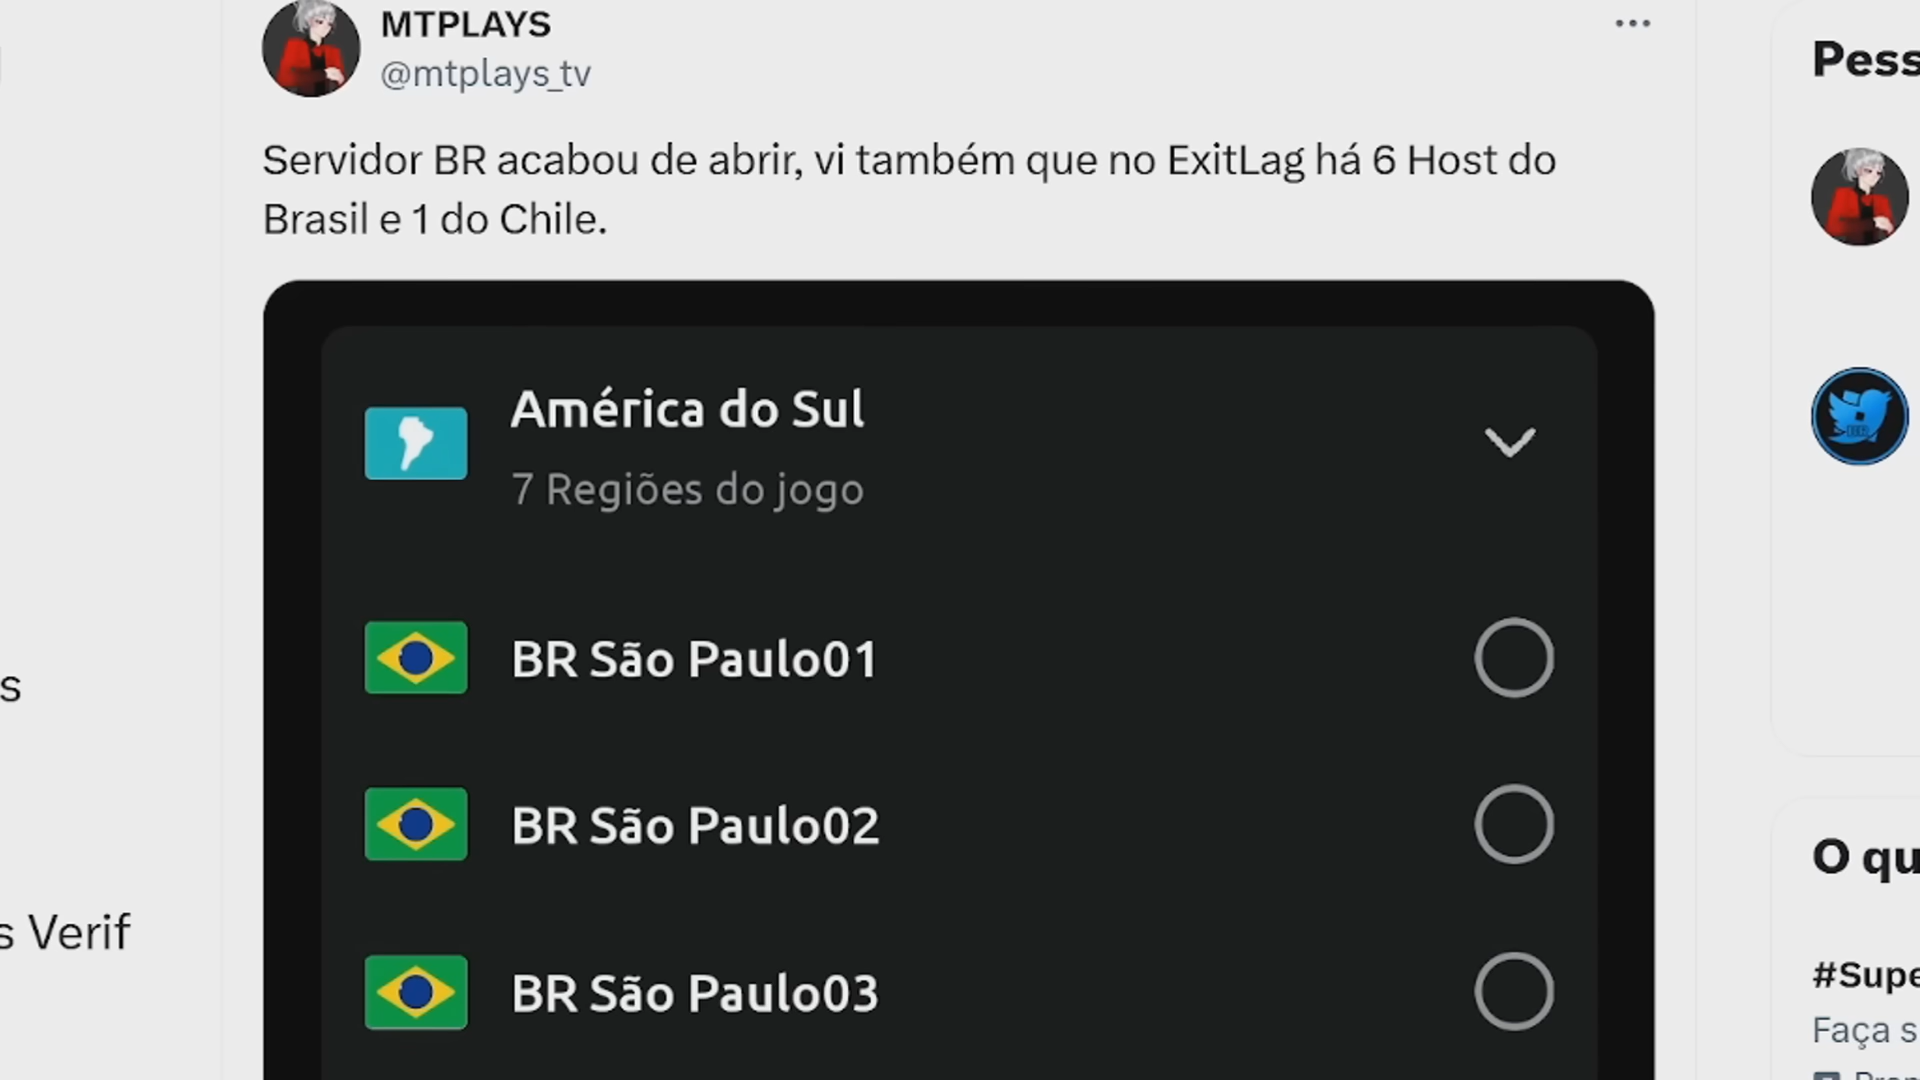 MTPLAYS
@mtplays_tv
Servidor BR acabou de abrir, vi também que no ExitLag há 6 Host do
Brasil e 1 do Chile.
América do Sul
7 Regiões do jogo
BR São Paulo01
BR São Paulo02
BR São Paulo03
s
s Verif
Pess
O qu
#Supe
Faça s